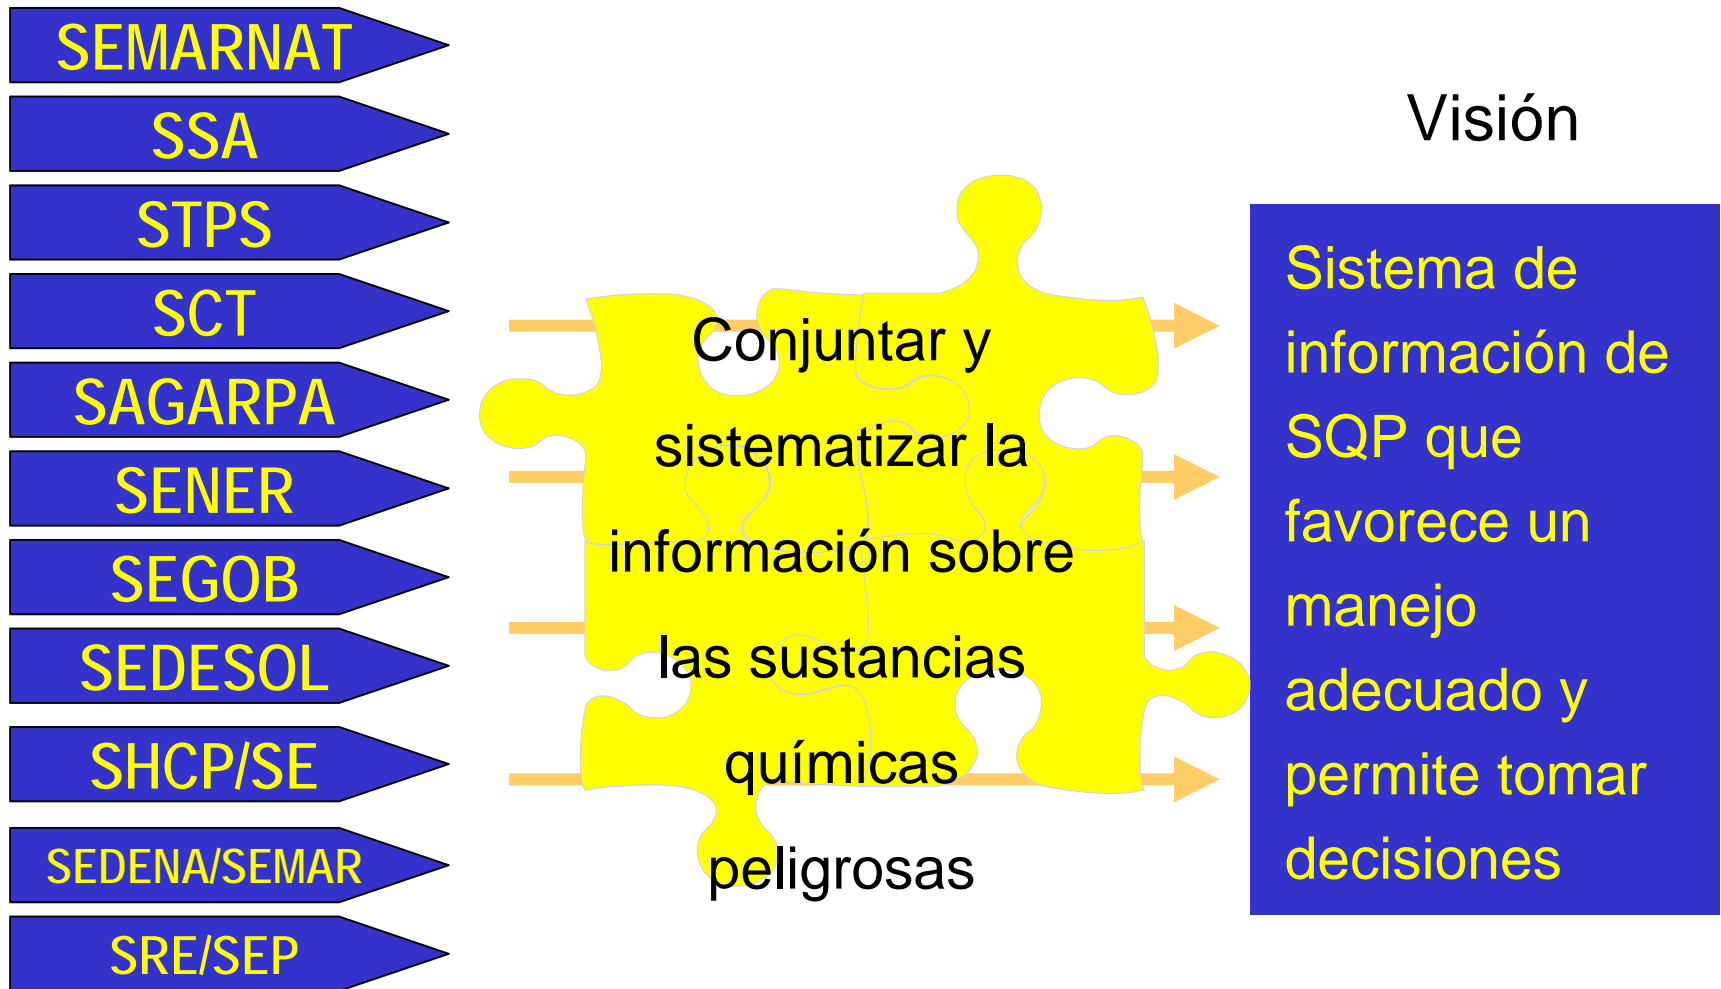 SEMARNAT
SSA
STPS
SCT
SAGARPA
SENER
SEGOB
SEDESOL
SHCP/SE
SEDENA/SEMAR
SRE/SEP
Conjuntar y
sistematizar la
información sobre
las sustancias
químicas
peligrosas
Visión
Sistema de
información de
SQP que
favorece un
manejo
adecuado y
permite tomar
decisiones